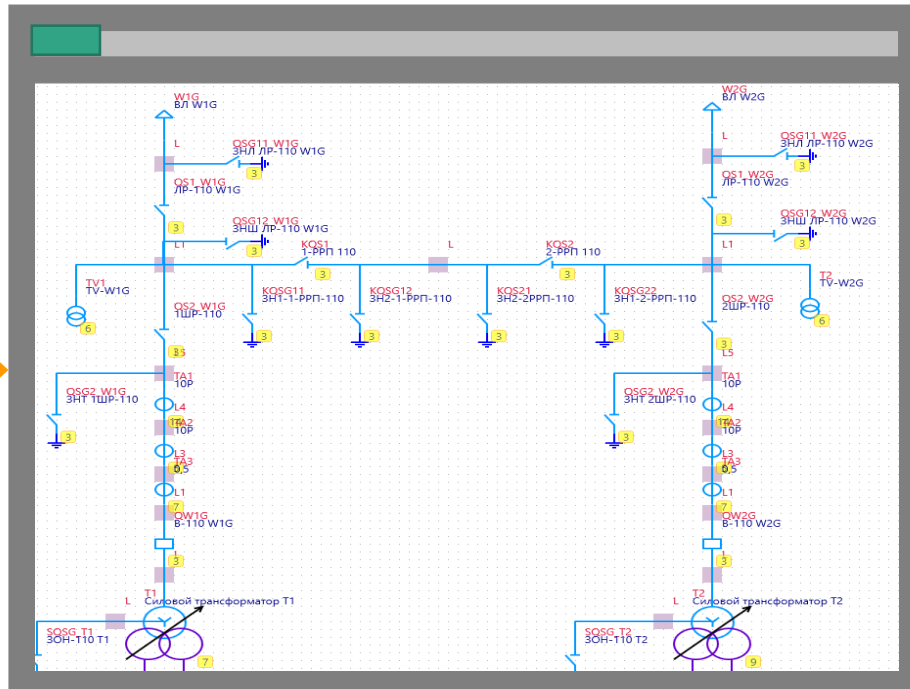 W1G
ВЛ W1G
L
QSG11_W1G
ЗНЛ ЛР-110 W1G
3
QS1_W1G
ЛР-110 W1G
3
QSG12_W1G
ЗНШ ЛР-110 W1G
3
L1
KQS1
1-РРП 110
3
L
KQS2
2-РРП 110
3
W2G
ВЛ W2G
L
QSG11_W2G
ЗНЛ ЛР-110 W2G
3
QS1_W2G
ЛР-110 W2G
3
QSG12_W2G
ЗНШ ЛР-110 W2G
3
L1
TV1
TV-W1G
6
QS2_W1G
1ШР-110
KQSG11
ЗН1-1-РРП-110
3
KQSG12
ЗН2-1-РРП-110
3
KQS21
ЗН2-2РРП-110
3
KQSG22
ЗН1-2-РРП-110
3
QS2_W2G
2ШР-110
3
T2
TV-W2G
6
L5
TA1
10Р
QSG2_W1G
ЗНТ 1ШР-110
3
L4
TA2
10Р
L3
TA3
0,5
L1
7
QW1G
В-110 W1G
3
L5
TA1
10Р
QSG2_W2G
ЗНТ 2ШР-110
3
L4
TA2
10Р
L3
TA3
0,5
L1
7
QW2G
В-110 W2G
3
L
T1
Силовой трансформатор Т1
L
SQSG_T1
ЗОН-110 Т1
7
L
T2
Силовой трансформатор Т2
L
SQSG_T2
ЗОН-110 Т2
9